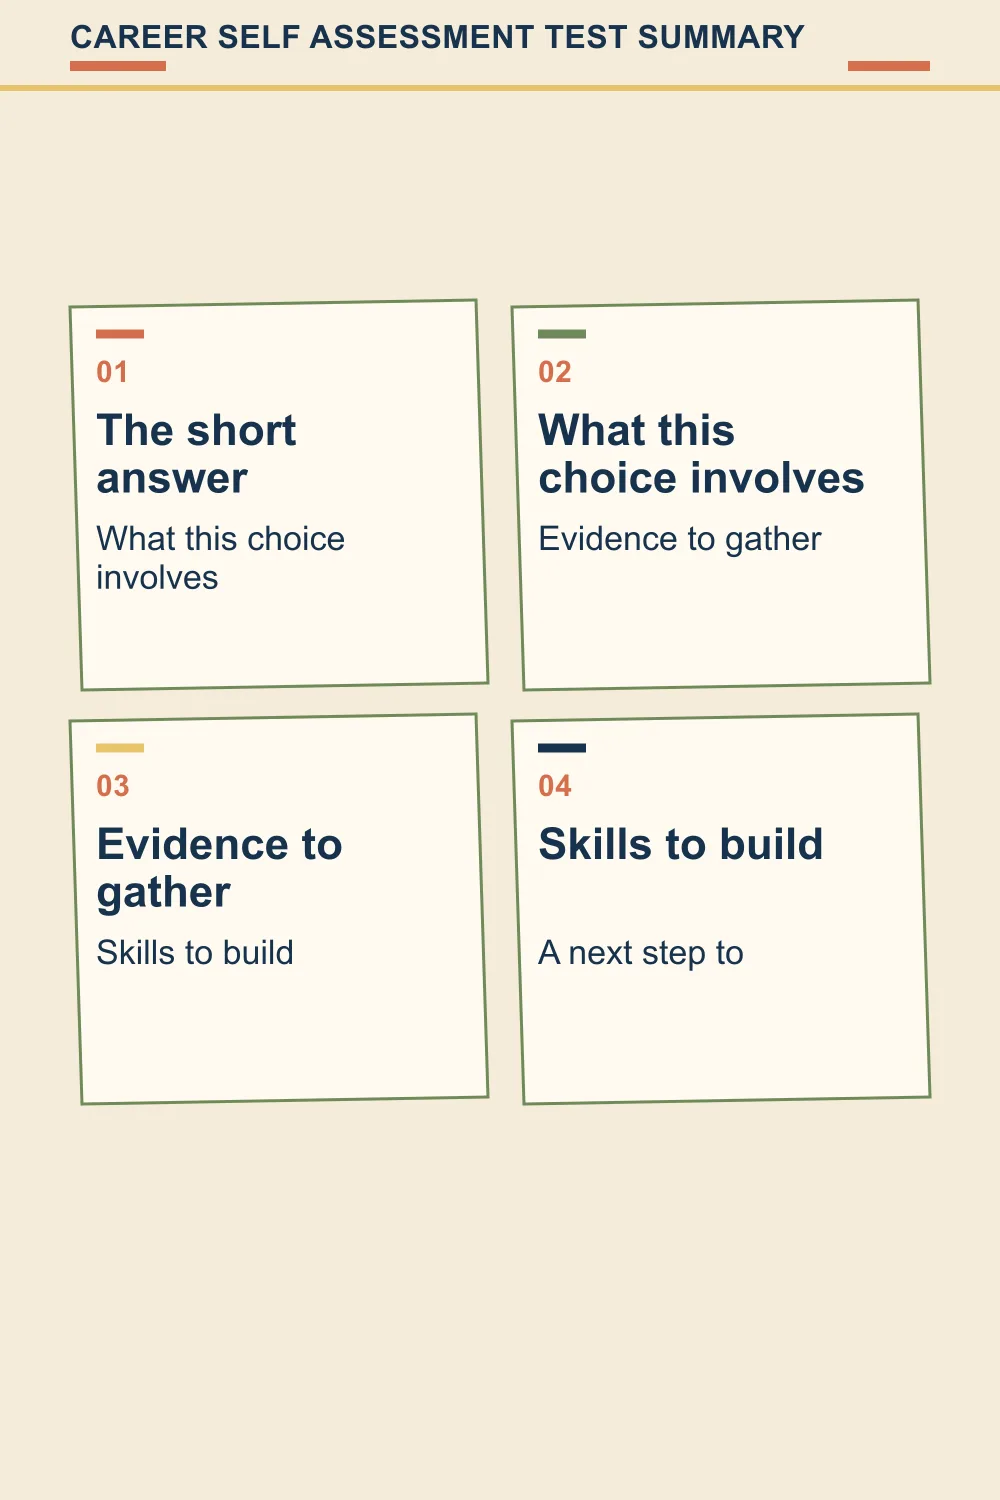 CAREER SELF ASSESSMENT TEST SUMMARY
01
The short
answer
What this choice
involves
02
What this
choice involves
Evidence to gather
03
Evidence to
gather
Skills to build
04
Skills to build
A next step to